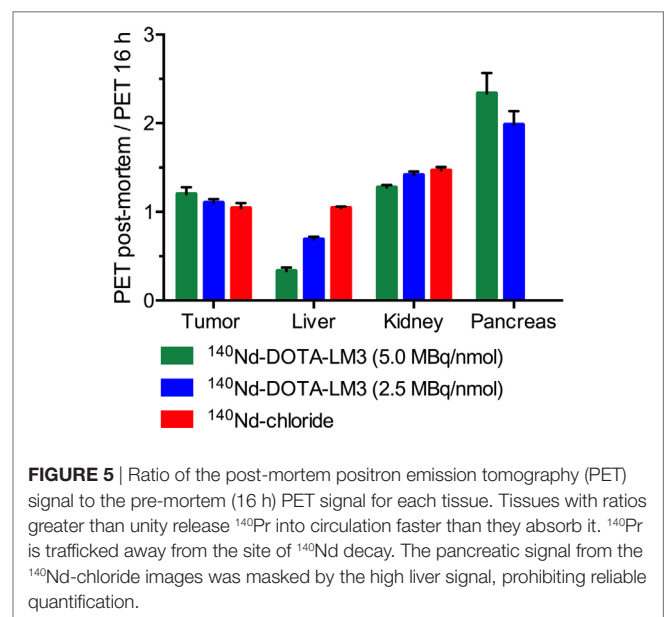 3
2
1
0
PET post-mortem / PET 16 h
Tumor Liver Kidney Pancreas
¹⁴⁰Nd-DOTA-LM3 (5.0 MBq/nmol)
¹⁴⁰Nd-DOTA-LM3 (2.5 MBq/nmol)
¹⁴⁰Nd-chloride
FIGURE 5 | Ratio of the post-mortem positron emission tomography (PET)
signal to the pre-mortem (16 h) PET signal for each tissue. Tissues with ratios
greater than unity release ¹⁴⁰Pr into circulation faster than they absorb it. ¹⁴⁰Pr
is trafficked away from the site of ¹⁴⁰Nd decay. The pancreatic signal from the
¹⁴⁰Nd-chloride images was masked by the high liver signal, prohibiting reliable
quantification.